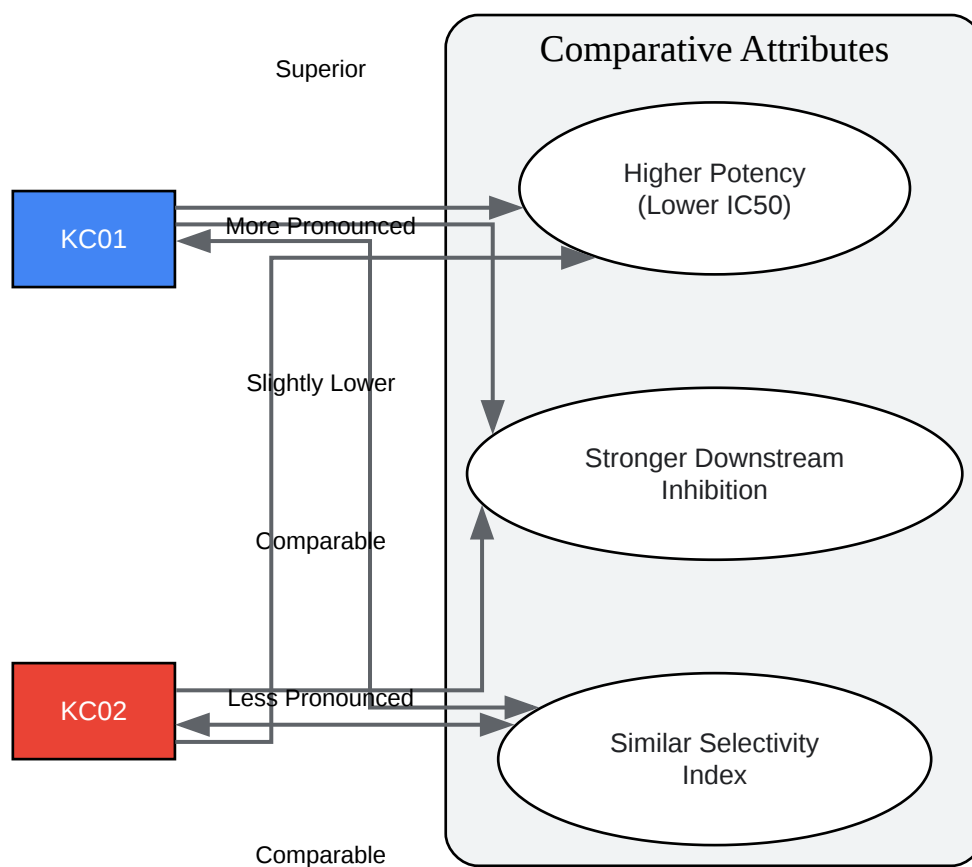 Comparative Attributes
Superior
Higher Potency
(Lower IC50)
KC01
More Pronounced
Slightly Lower
Stronger Downstream
Inhibition
Comparable
KC02
Less Pronounced
Similar Selectivity
Index
Comparable